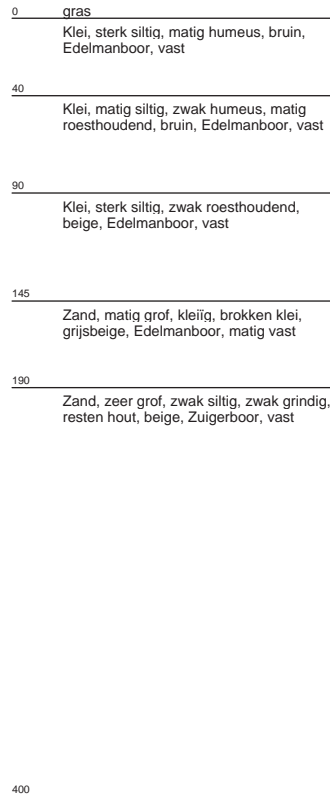 0 gras
Klei, sterk siltig, matig humeus, bruin,
Edelmanboor, vast
40
Klei, matig siltig, zwak humeus, matig
roesthoudend, bruin, Edelmanboor, vast
90
Klei, sterk siltig, zwak roesthoudend,
beige, Edelmanboor, vast
145
Zand, matig grof, kleiïg, brokken klei,
grijsbeige, Edelmanboor, matig vast
190
Zand, zeer grof, zwak siltig, zwak grindig,
resten hout, beige, Zuigerboor, vast
400